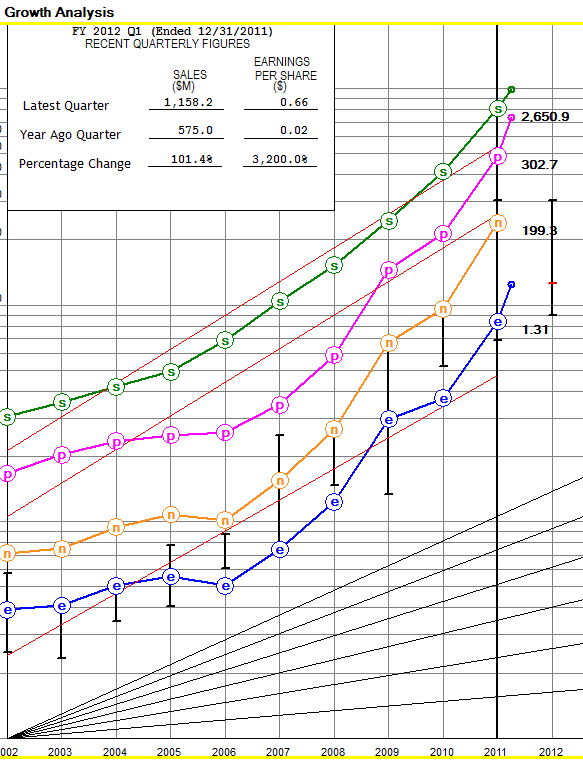 Growth Analysis
FY 2012 Q1 (Ended 12/31/2011)
RECENT QUARTERLY FIGURES
SALES
($M)
EARNINGS
PER SHARE
($)
Latest Quarter 1,158.2 0.66
Year Ago Quarter 575.0 0.02
Percentage Change 101.4% 3,200.0%
s s s s s s s s s s
2,650.9
p p p p p p p p p p
302.7
n n n n n n n n n n
199.3
e e e e e e e e e e
1.31
002 2003 2004 2005 2006 2007 2008 2009 2010 2011 2012